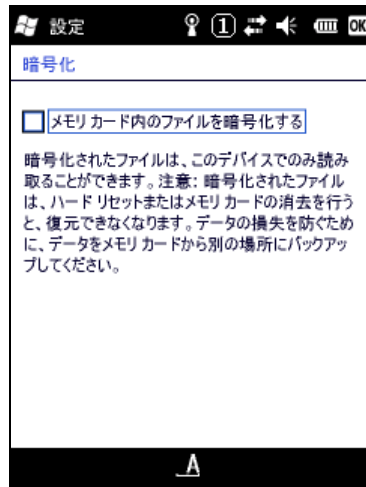 設定 1 OK
暗号化
メモリ カード内のファイルを暗号化する
暗号化されたファイルは、このデバイスでのみ読み
取ることができます。注意: 暗号化されたファイル
は、ハード リセットまたはメモリ カードの消去を行う
と、復元できなくなります。データの損失を防ぐため
に、データをメモリ カードから別の場所にバックアッ
プしてください。
A